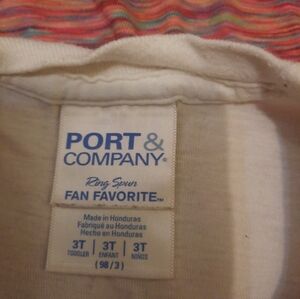 PORT &
COMPANY®
Ring Spun
FAN FAVORITE™
Made in Honduras
Fabriqué au Honduras
Hecho en Honduras
3T | 3T | 3T
TODDLER | ENFANT | NIÑOS
(98/3)